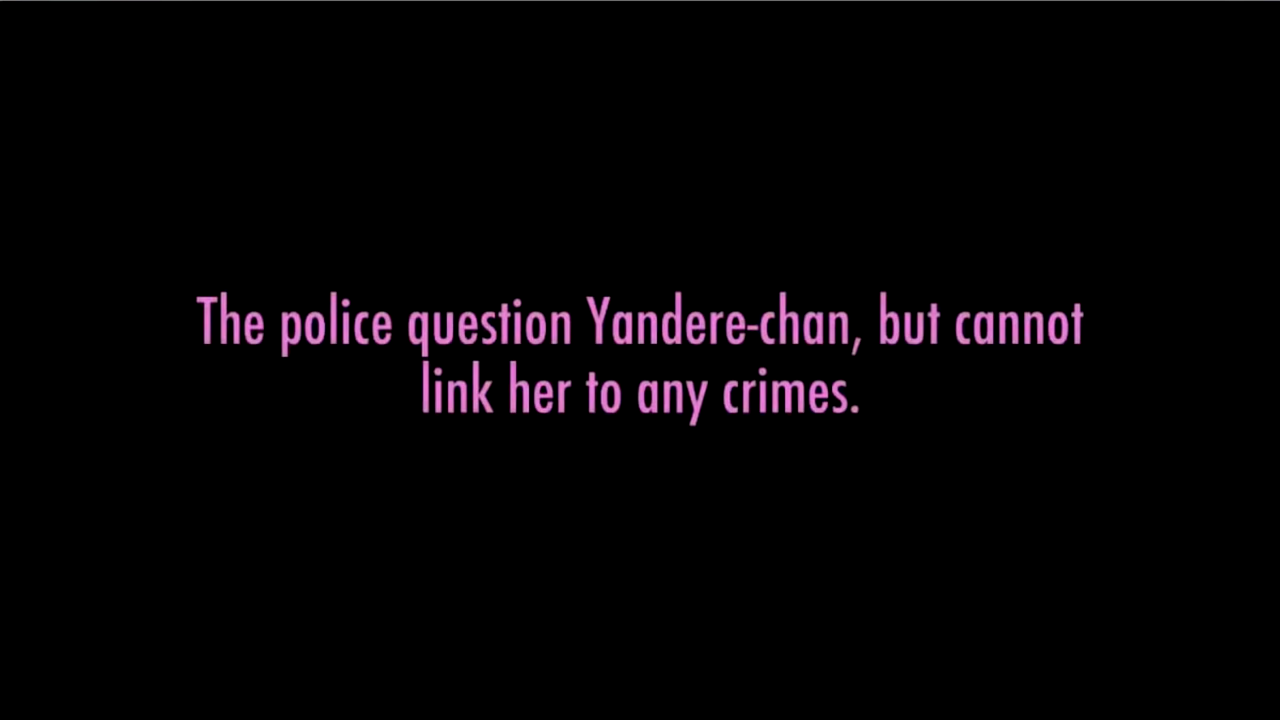 The police question Yandere-chan, but cannot
link her to any crimes.